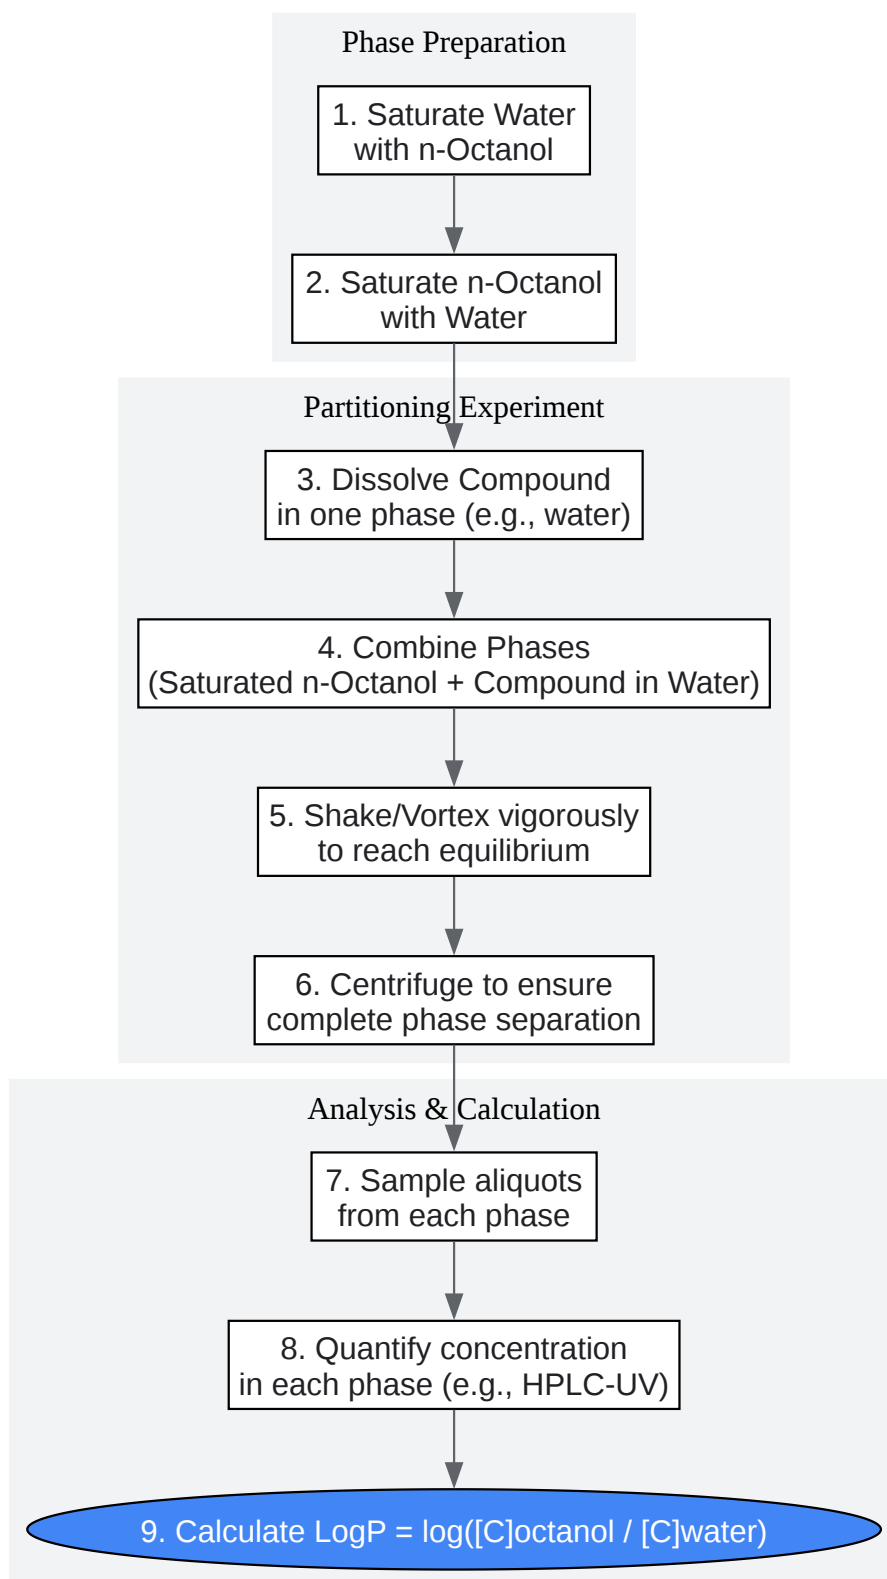 Phase Preparation
1. Saturate Water
with n-Octanol
2. Saturate n-Octanol
with Water
Partitioning Experiment
3. Dissolve Compound
in one phase (e.g., water)
4. Combine Phases
(Saturated n-Octanol + Compound in Water)
5. Shake/Vortex vigorously
to reach equilibrium
6. Centrifuge to ensure
complete phase separation
Analysis & Calculation
7. Sample aliquots
from each phase
8. Quantify concentration
in each phase (e.g., HPLC-UV)
9. Calculate LogP = log([C]octanol / [C]water)